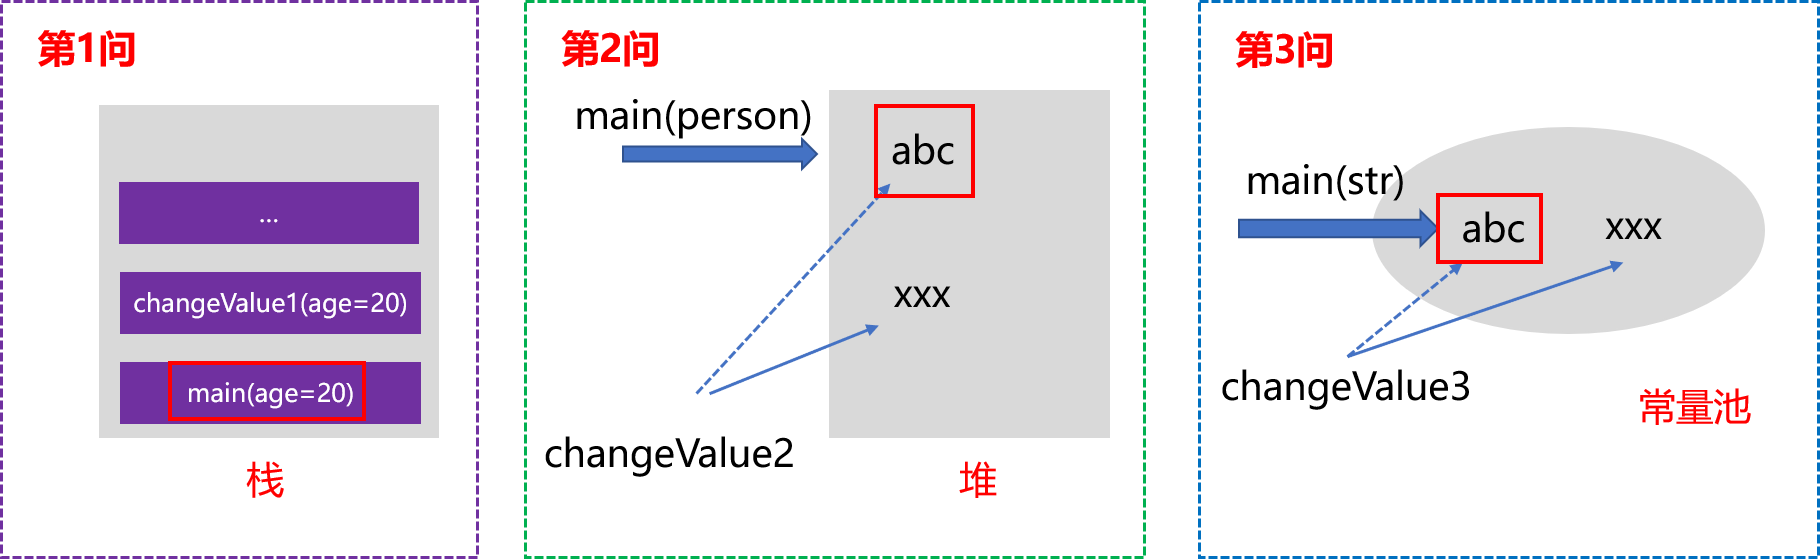 第1问
...
changeValue1(age=20)
main(age=20)
栈
第2问
main(person)
abc
xxx
changeValue2
堆
第3问
main(str)
abc
xxx
changeValue3
常量池